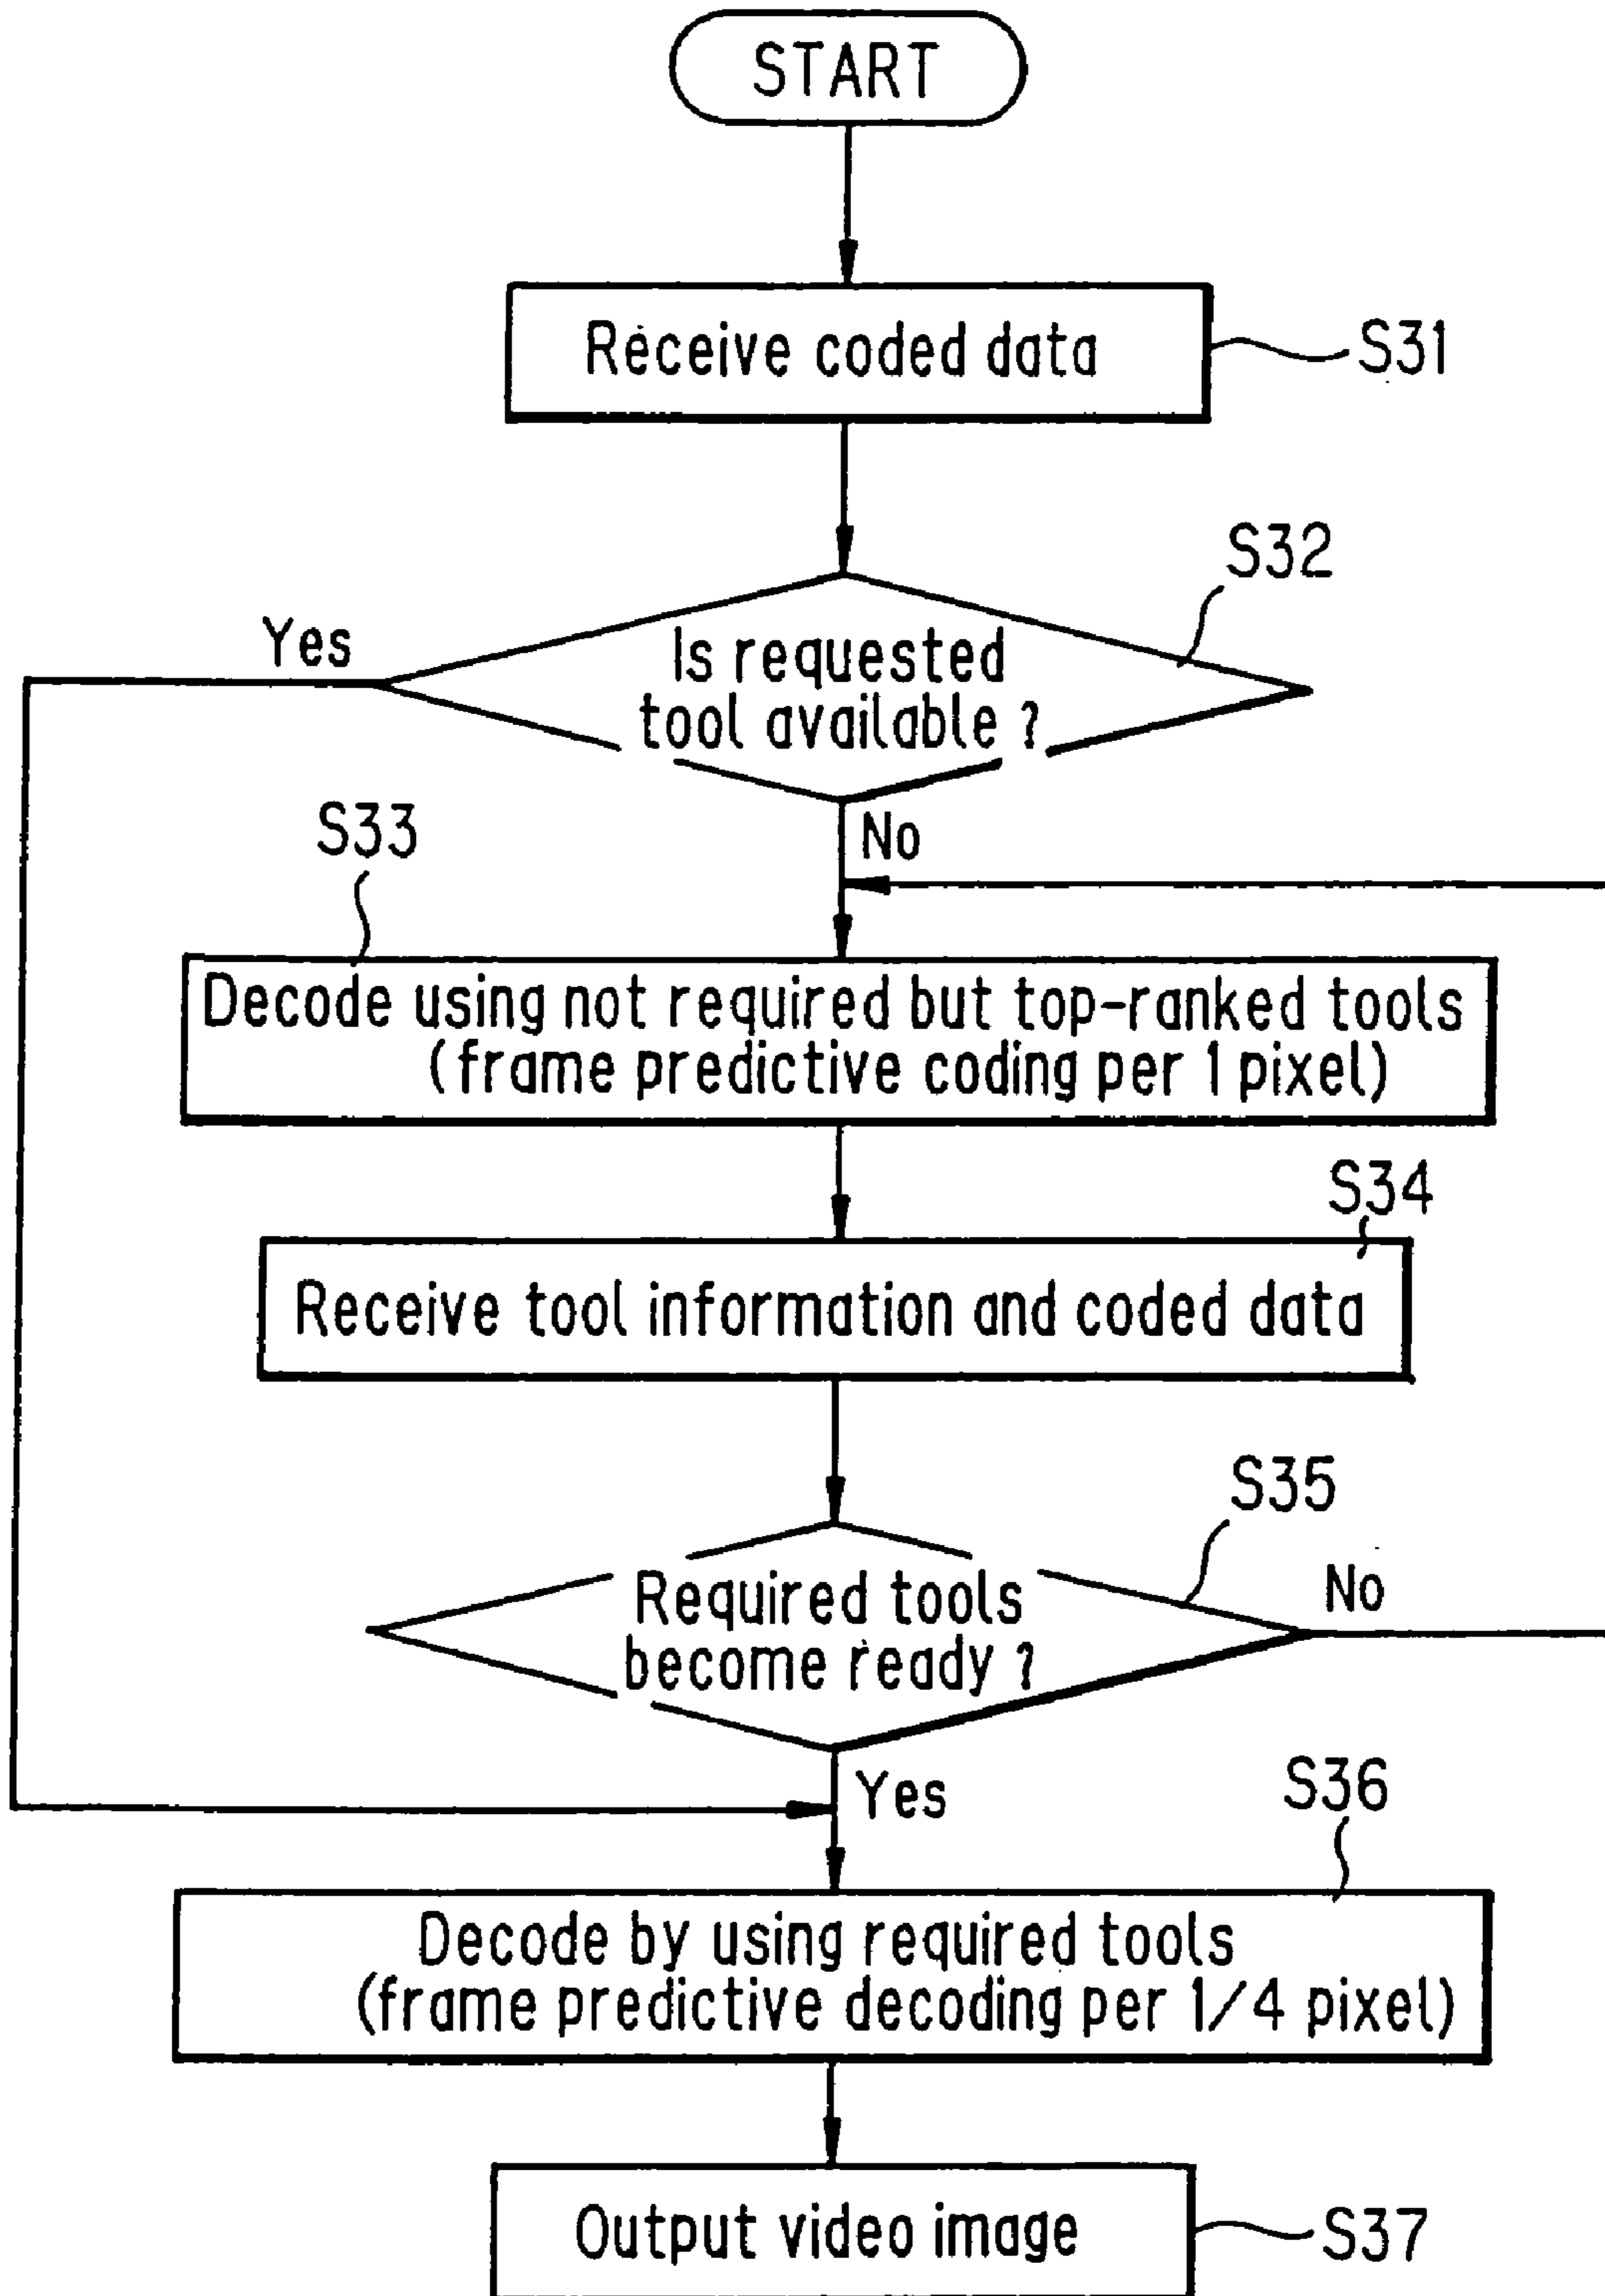 START
Receive coded data
S31
S32
Yes
Is requested
tool available ?
No
S33
Decode using not required but top-ranked tools
(frame predictive coding per 1 pixel)
S34
Receive tool information and coded data
S35
Required tools
become ready ?
No
Yes
S36
Decode by using required tools
(frame predictive decoding per 1/4 pixel)
Output video image
S37